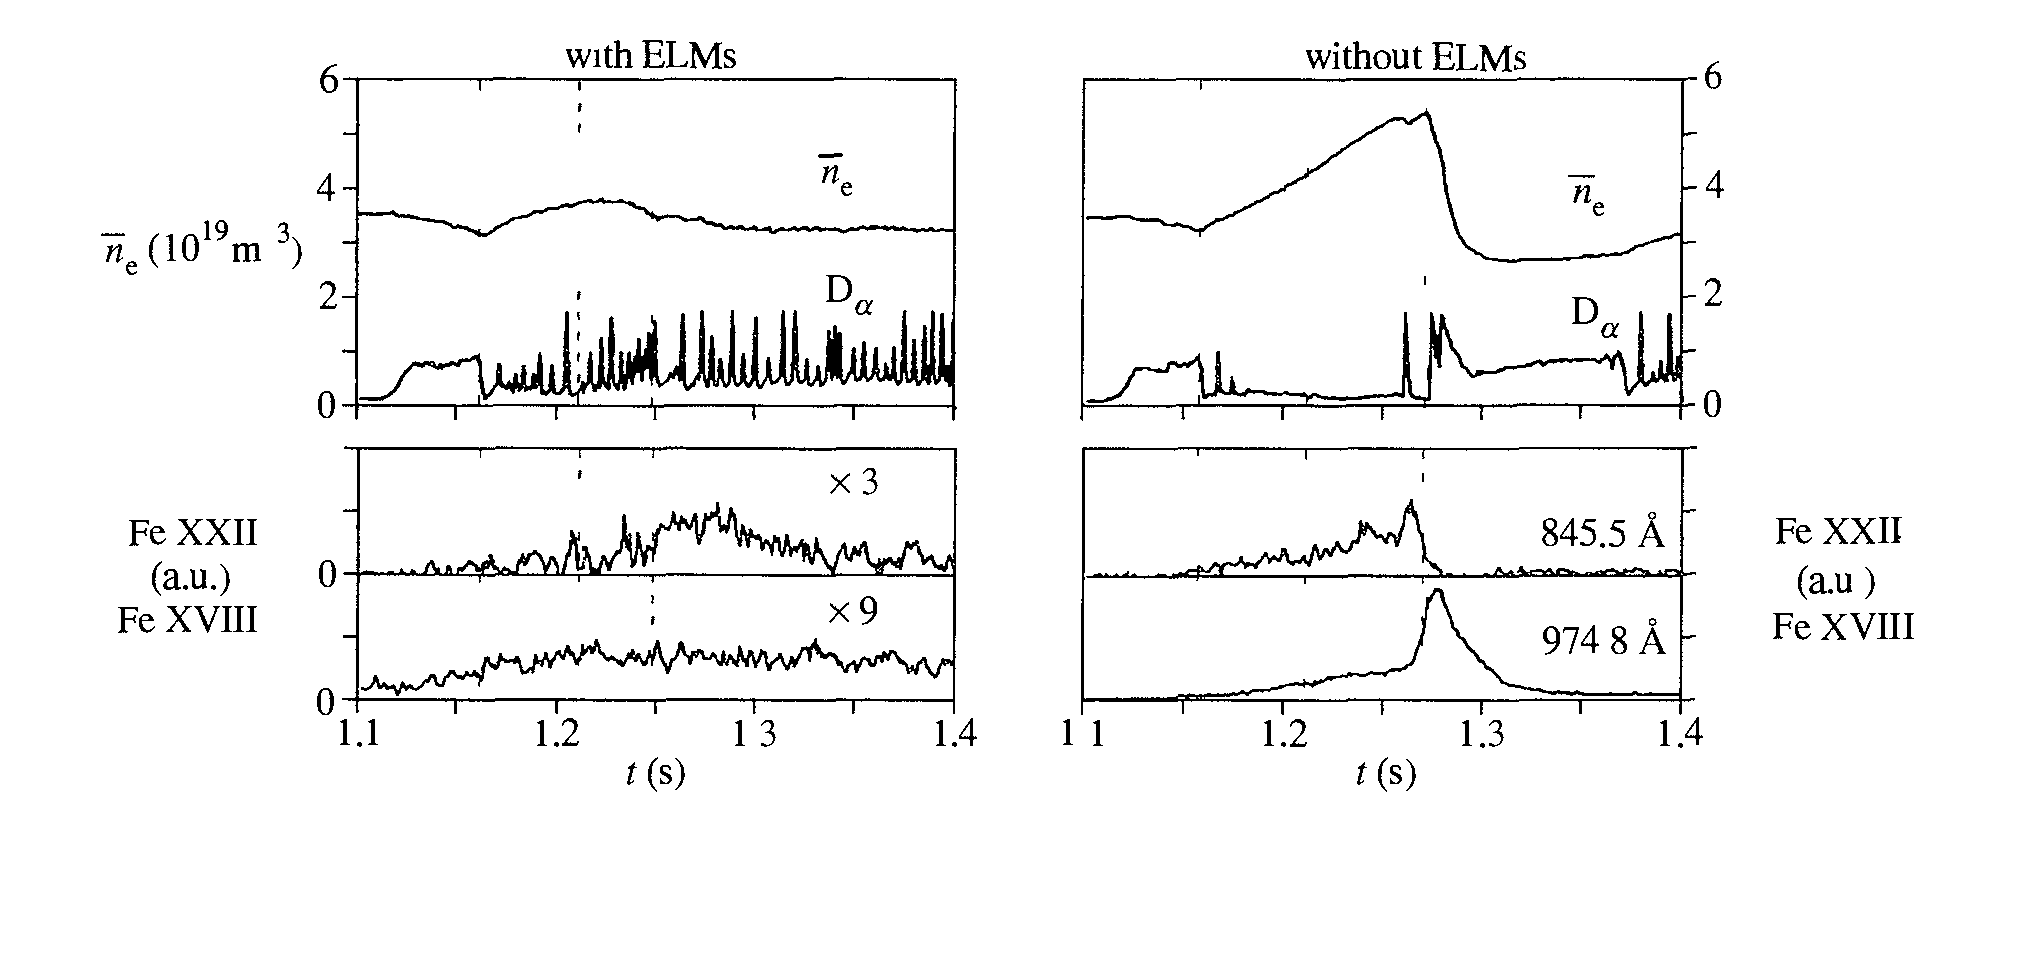 with ELMs
without ELMs
6
4
2
0
n̅e (10^19 m 3)
n̅e
Dα
n̅e
Dα
6
4
2
0
Fe XXII
(a.u.)
Fe XVIII
0
0
× 3
× 9
845.5 Å
974 8 Å
Fe XXII
(a.u )
Fe XVIII
1.1 1.2 1 3 1.4
t (s)
1 1 1.2 1.3 1.4
t (s)